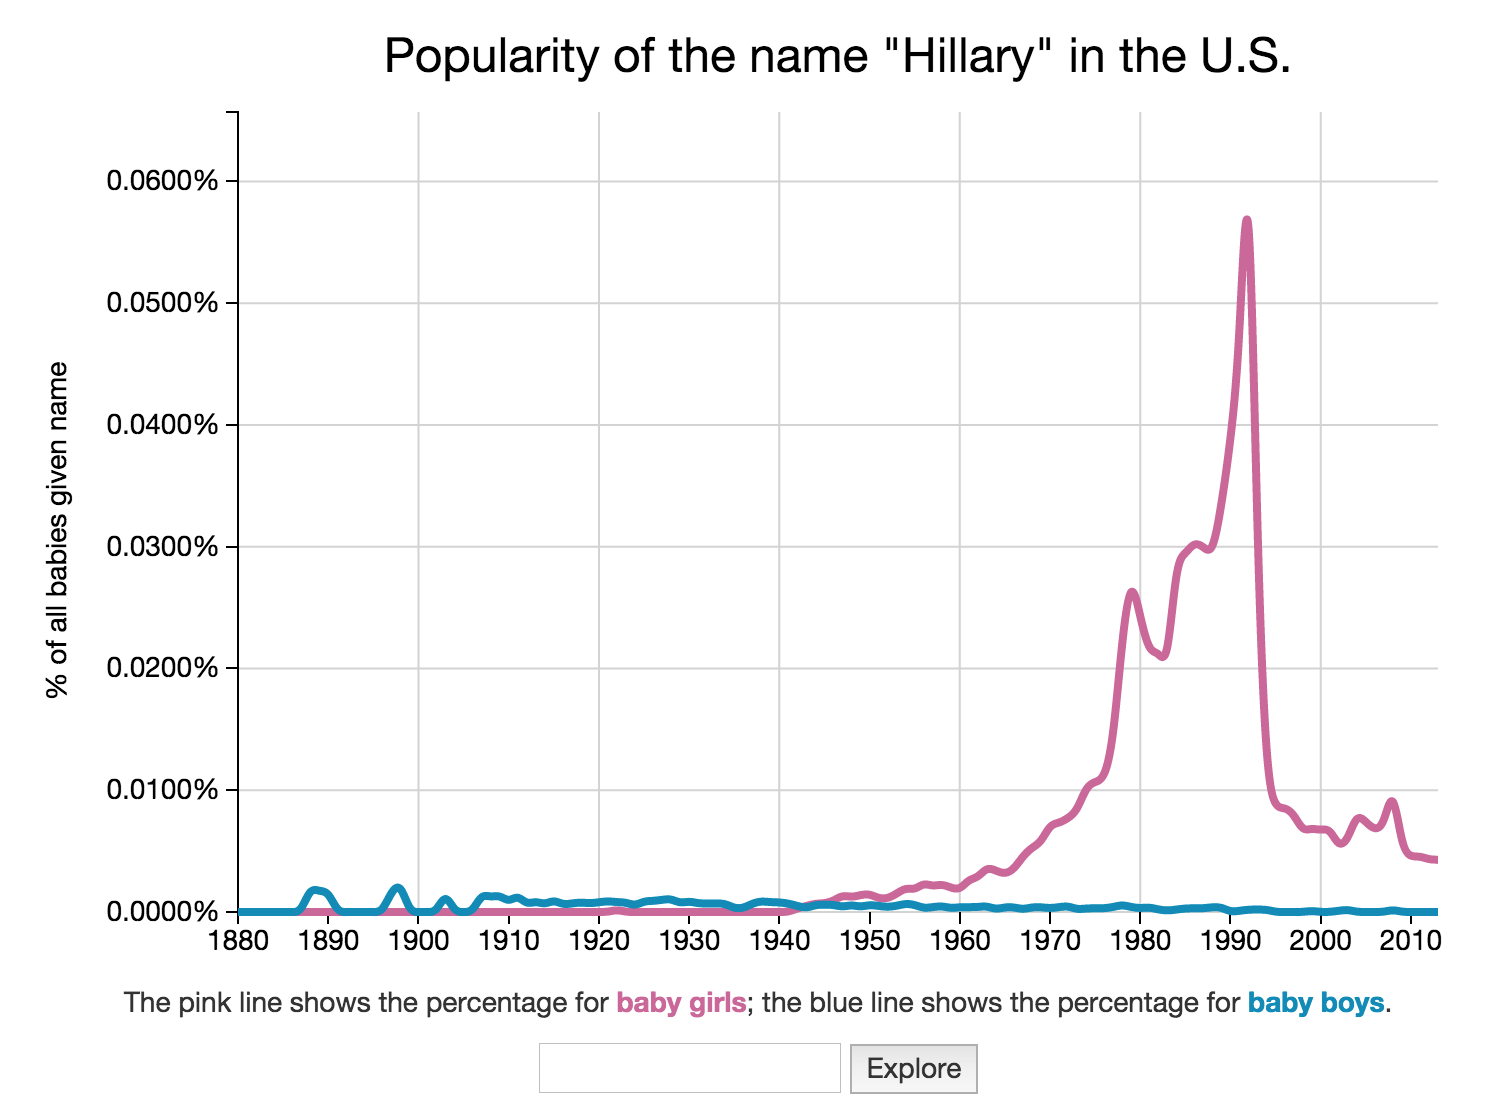 Popularity of the name "Hillary" in the U.S.
% of all babies given name
0.0600%
0.0500%
0.0400%
0.0300%
0.0200%
0.0100%
0.0000%
1880 1890 1900 1910 1920 1930 1940 1950 1960 1970 1980 1990 2000 2010
The pink line shows the percentage for baby girls; the blue line shows the percentage for baby boys.
Explore